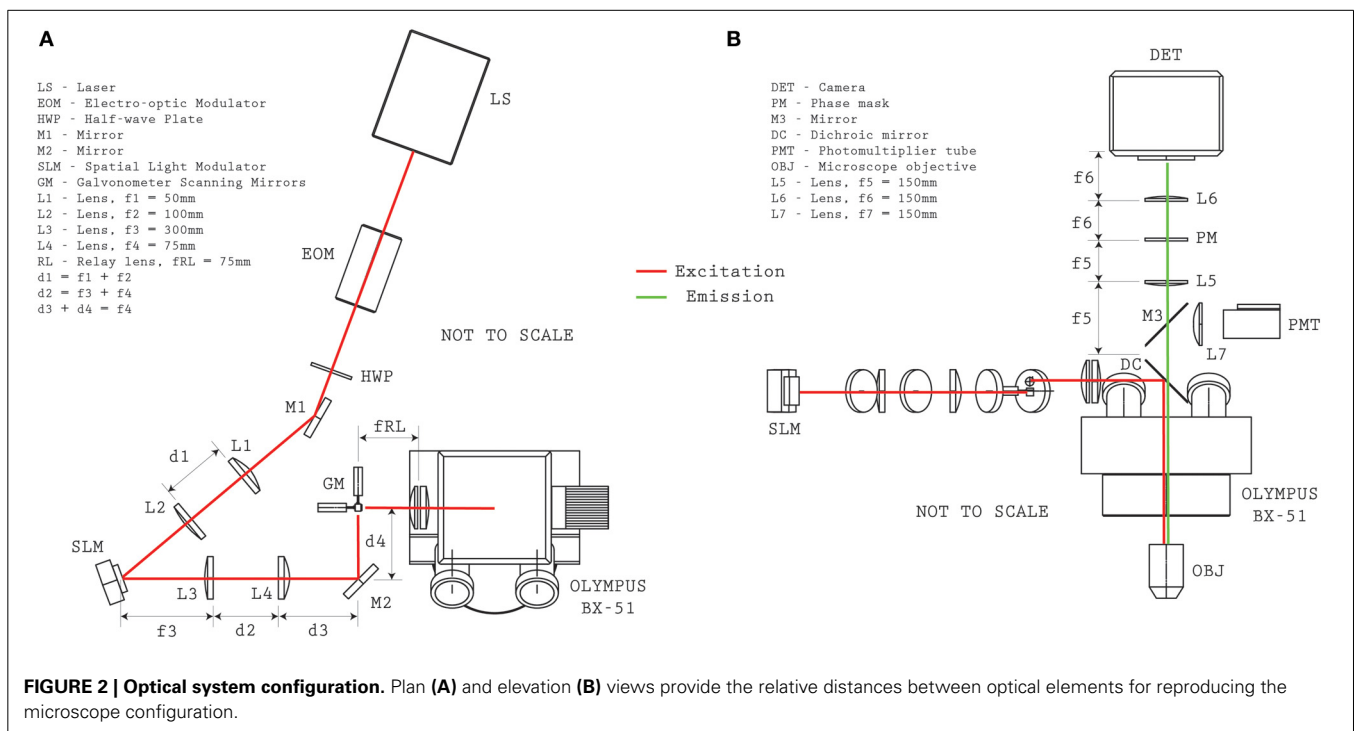 A
LS - Laser
EOM - Electro-optic Modulator
HWP - Half-wave Plate
M1 - Mirror
M2 - Mirror
SLM - Spatial Light Modulator
GM - Galvonometer Scanning Mirrors
L1 - Lens, f1 = 50mm
L2 - Lens, f2 = 100mm
L3 - Lens, f3 = 300mm
L4 - Lens, f4 = 75mm
RL - Relay lens, fRL = 75mm
d1 = f1 + f2
d2 = f3 + f4
d3 + d4 = f4
LS
EOM
HWP
M1
NOT TO SCALE
L1
d1
L2
SLM
fRL
GM
d4
L3
L4
M2
OLYMPUS
BX-51
f3
d2
d3
Excitation
Emission
B
DET - Camera
PM - Phase mask
M3 - Mirror
DC - Dichroic mirror
PMT - Photomultiplier tube
OBJ - Microscope objective
L5 - Lens, f5 = 150mm
L6 - Lens, f6 = 150mm
L7 - Lens, f7 = 150mm
DET
f6
L6
f6
PM
f5
L5
f5
M3
PMT
L7
DC
SLM
NOT TO SCALE
OLYMPUS
BX-51
OBJ
FIGURE 2 | Optical system configuration. Plan (A) and elevation (B) views provide the relative distances between optical elements for reproducing the
microscope configuration.